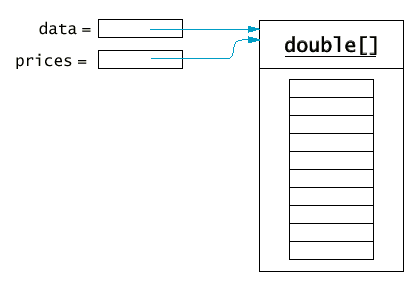 data =
prices =
double[]